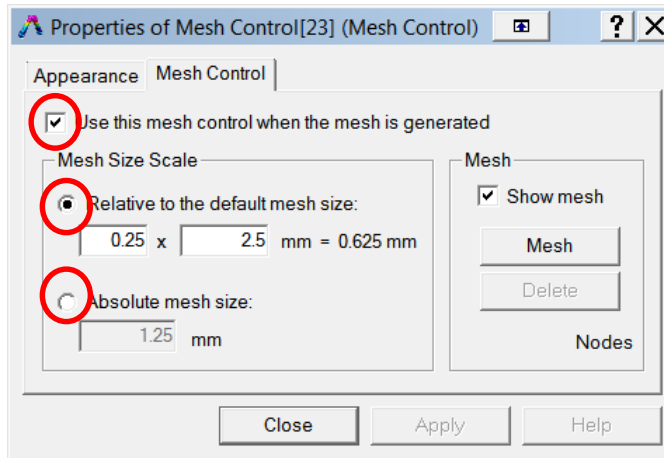 Properties of Mesh Control[23] (Mesh Control) ? X
Appearance Mesh Control
Use this mesh control when the mesh is generated
Mesh Size Scale
Relative to the default mesh size:
0.25 x 2.5 mm = 0.625 mm
Absolute mesh size:
1.25 mm
Mesh
Show mesh
Mesh
Delete
Nodes
Close Apply Help